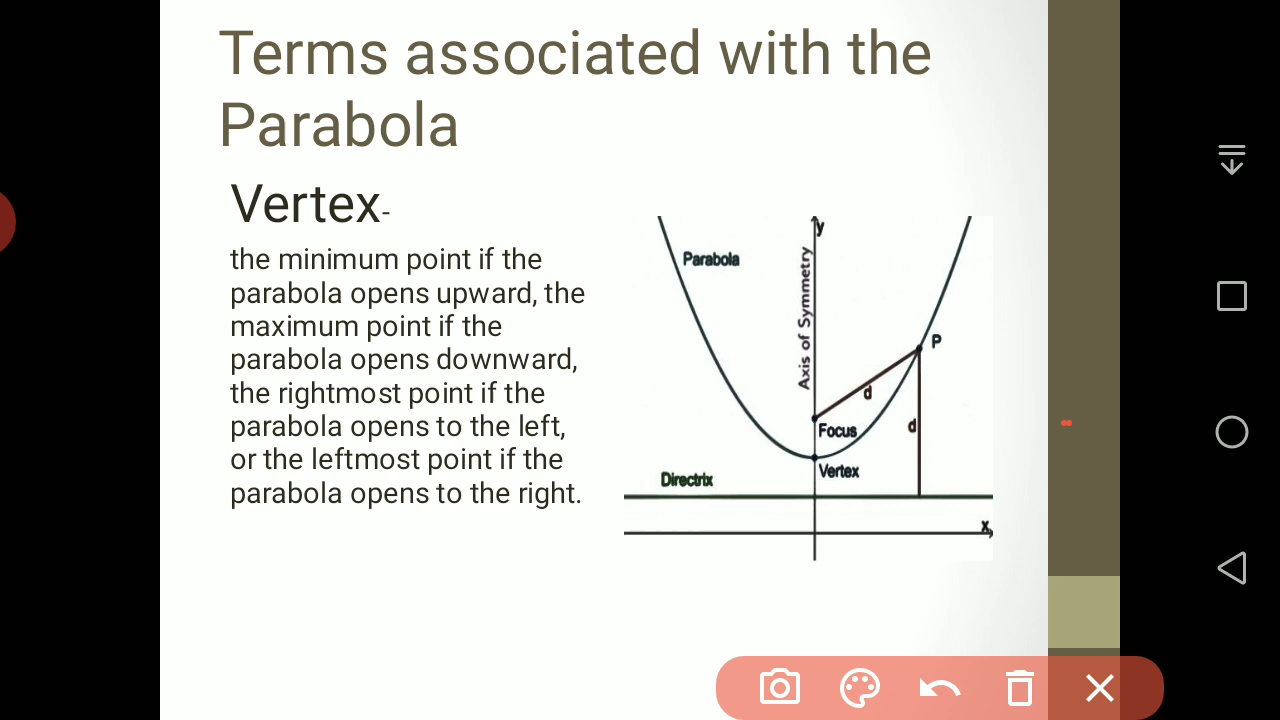 Terms associated with the
Parabola
Vertex-
the minimum point if the
parabola opens upward, the
maximum point if the
parabola opens downward,
the rightmost point if the
parabola opens to the left,
or the leftmost point if the
parabola opens to the right.
y
Parabola
Axis of Symmetry
P
d
Focus
d
Vertex
Directrix
x